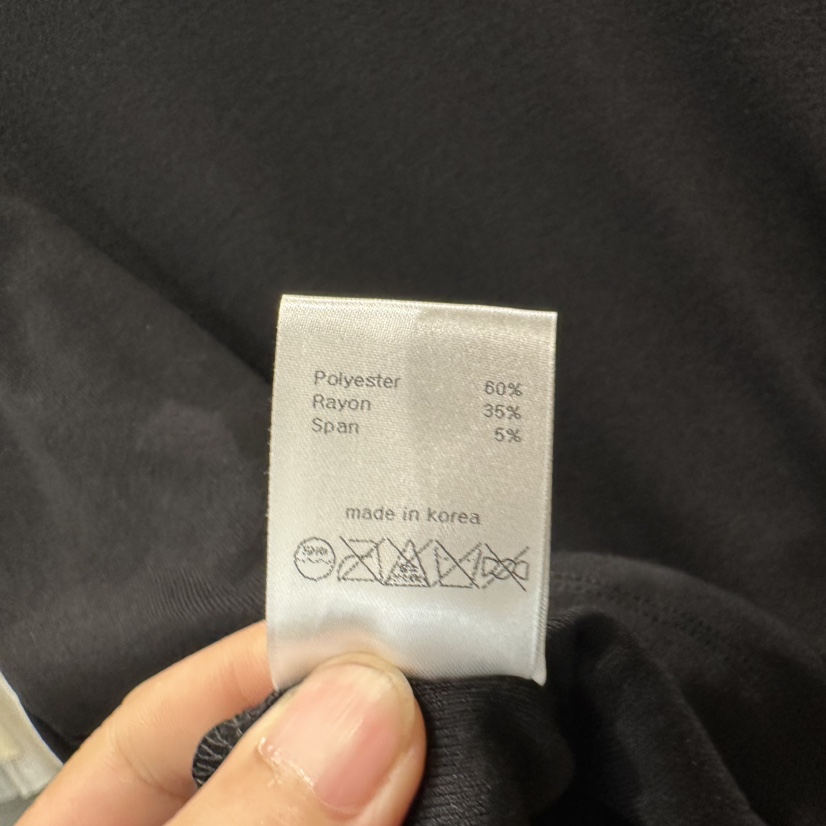 Polyester 60%
Rayon 35%
Span 5%
made in korea